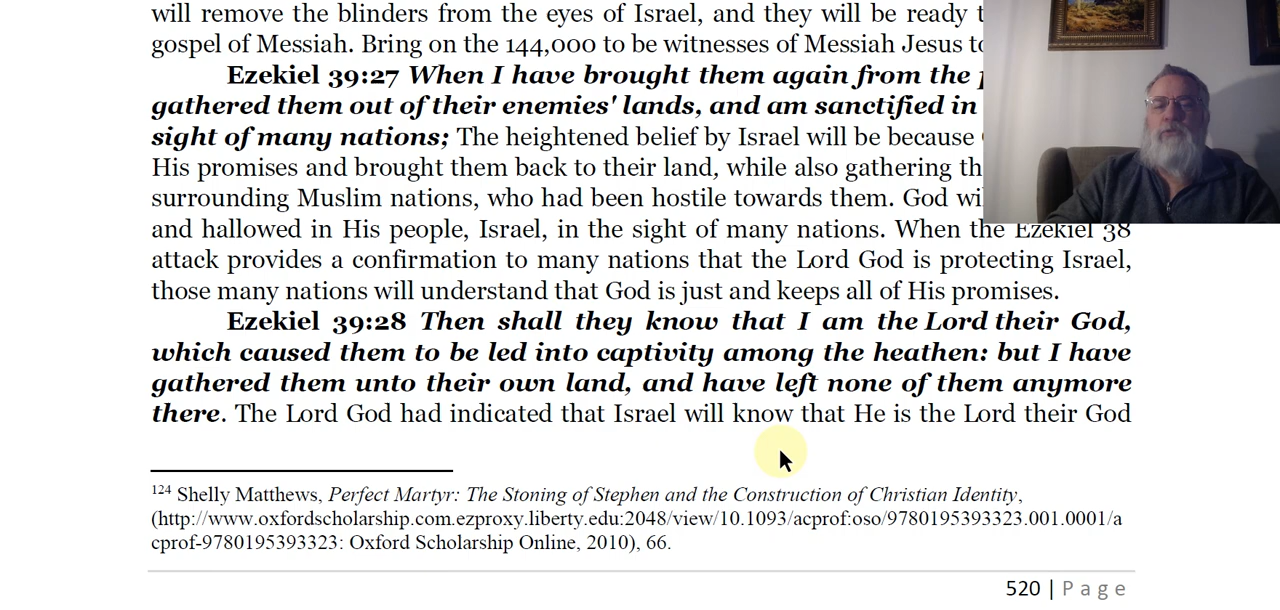 will remove the blinders from the eyes of Israel, and they will be ready t
gospel of Messiah. Bring on the 144,000 to be witnesses of Messiah Jesus to
Ezekiel 39:27 When I have brought them again from the
gathered them out of their enemies' lands, and am sanctified in
sight of many nations; The heightened belief by Israel will be because
His promises and brought them back to their land, while also gathering th
surrounding Muslim nations, who had been hostile towards them. God wi
and hallowed in His people, Israel, in the sight of many nations. When the Ezekiel 38
attack provides a confirmation to many nations that the Lord God is protecting Israel,
those many nations will understand that God is just and keeps all of His promises.
Ezekiel 39:28 Then shall they know that I am the Lord their God,
which caused them to be led into captivity among the heathen: but I have
gathered them unto their own land, and have left none of them anymore
there. The Lord God had indicated that Israel will know that He is the Lord their God
124 Shelly Matthews, Perfect Martyr: The Stoning of Stephen and the Construction of Christian Identity,
(http://www.oxfordscholarship.com.ezproxy.liberty.edu:2048/view/10.1093/acprof:oso/9780195393323.001.0001/a
cprof-9780195393323: Oxford Scholarship Online, 2010), 66.
520 | Page